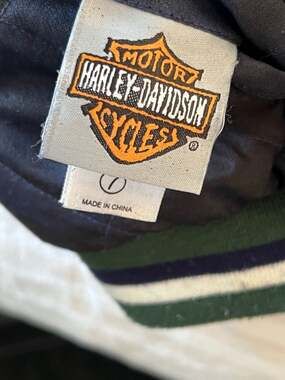 MOTOR
HARLEY-DAVIDSON
CYCLES
®
7
MADE IN CHINA